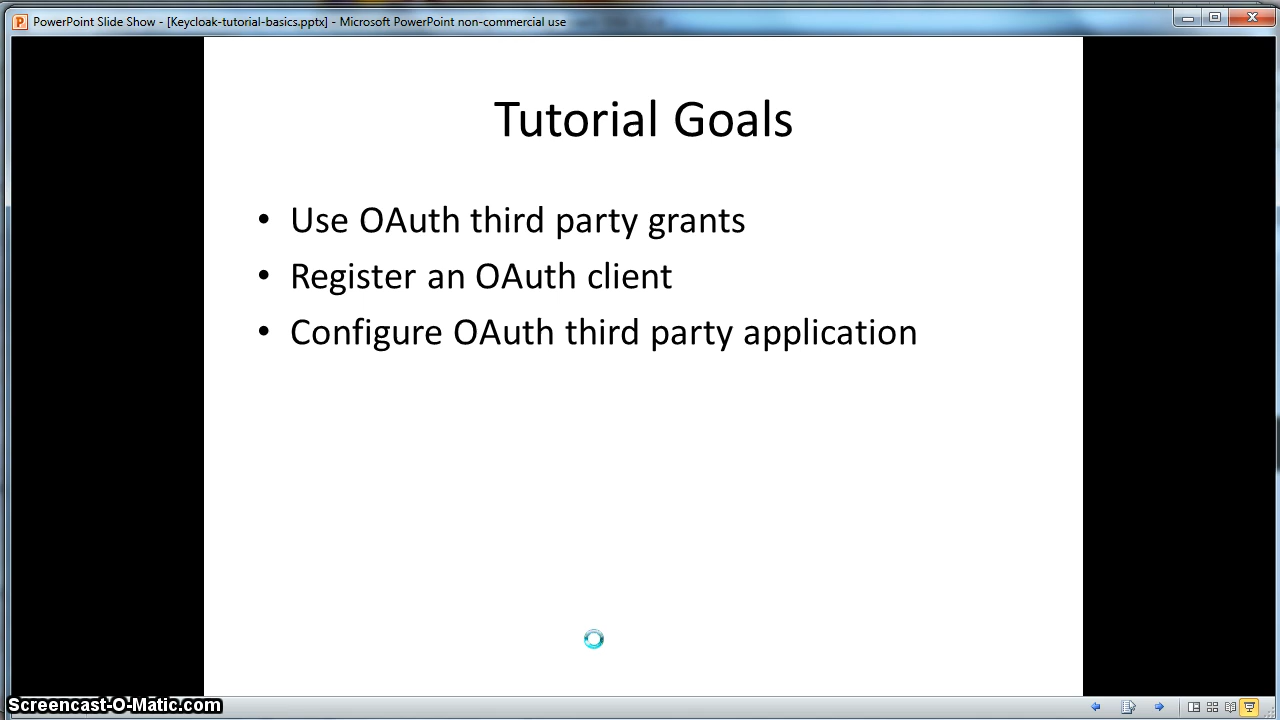 PowerPoint Slide Show - [Keycloak-tutorial-basics.pptx] - Microsoft PowerPoint non-commercial use
Tutorial Goals
• Use OAuth third party grants
• Register an OAuth client
• Configure OAuth third party application
Screencast-O-Matic.com